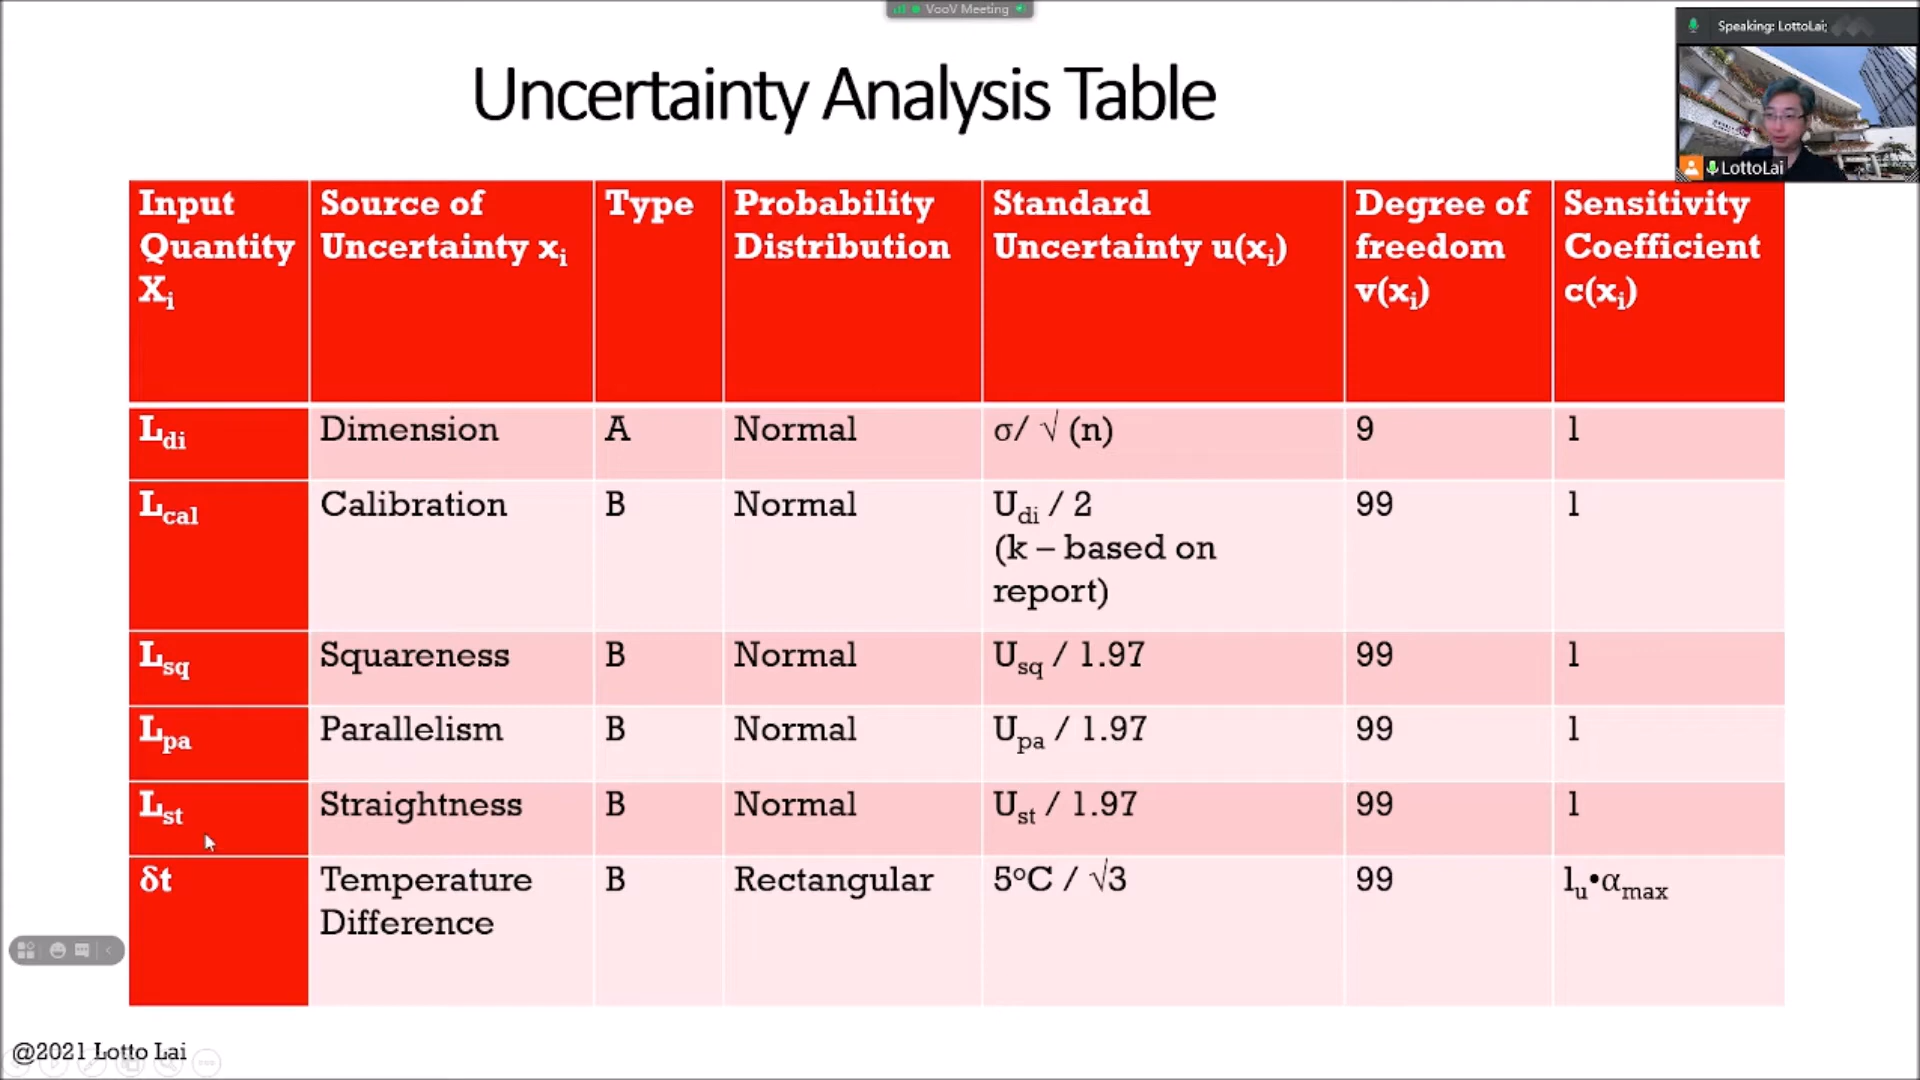 VooV Meeting
Speaking: LottoLai;
LottoLai
Uncertainty Analysis Table
Input Quantity Xi
Source of Uncertainty xi
Type
Probability Distribution
Standard Uncertainty u(xi)
Degree of freedom v(xi)
Sensitivity Coefficient c(xi)
Ldi Dimension A Normal σ/ √ (n) 9 1
Lcal Calibration B Normal Udi / 2 (k – based on report) 99 1
Lsq Squareness B Normal Usq / 1.97 99 1
Lpa Parallelism B Normal Upa / 1.97 99 1
Lst Straightness B Normal Ust / 1.97 99 1
δt Temperature Difference B Rectangular 5°C / √3 99 lu•αmax
@2021 Lotto Lai